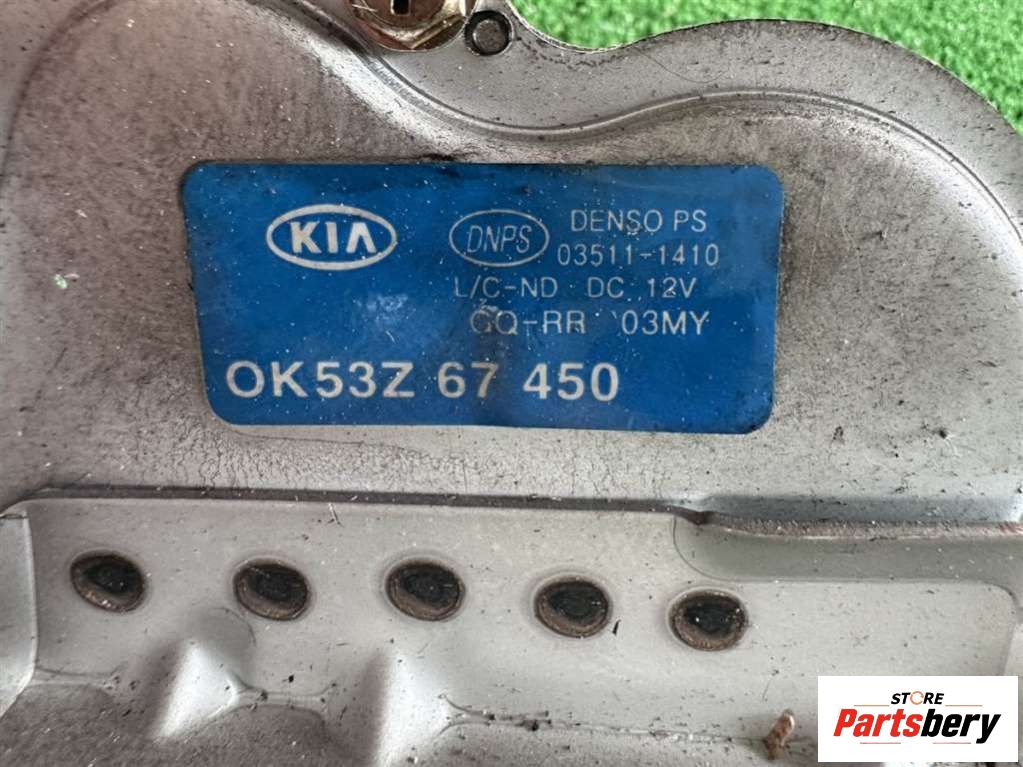 KIA
DNPS
DENSO PS
03511-1410
L/C-ND DC 12V
GQ-RR '03MY
OK53Z 67 450
STORE
Partsbery